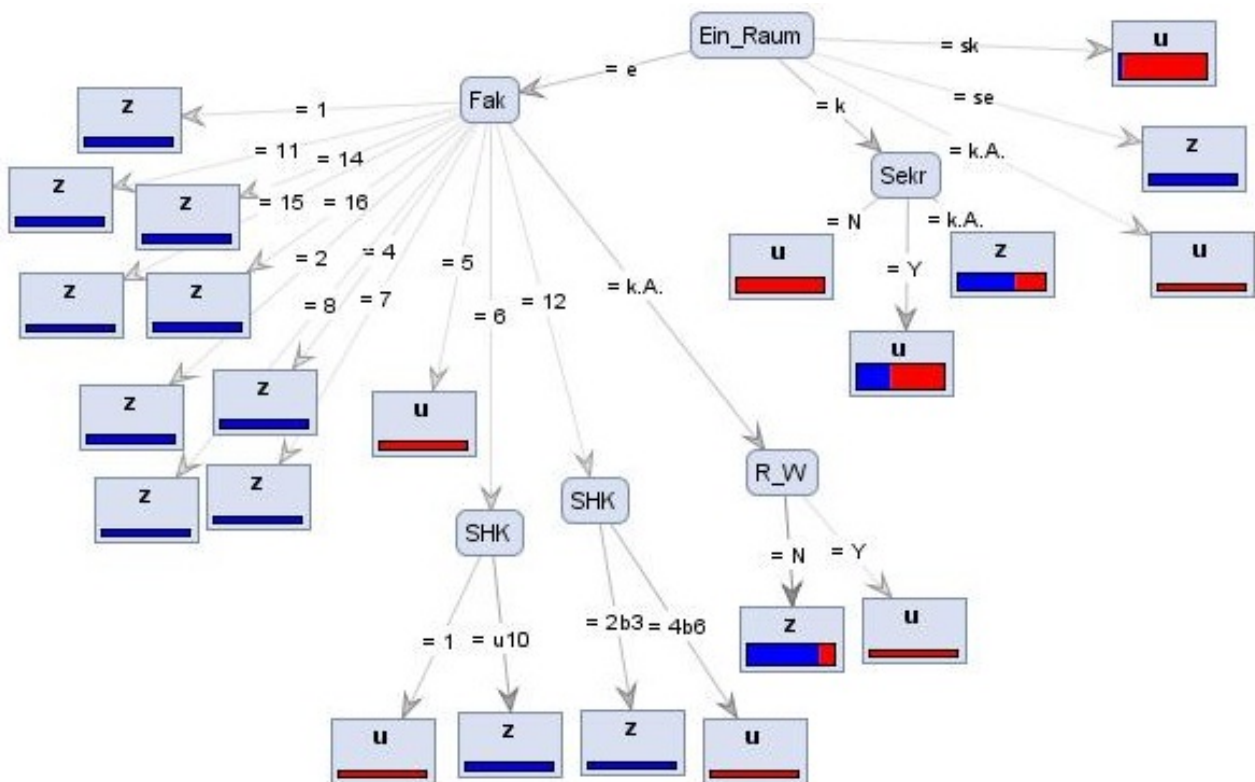 Ein_Raum
= sk
u
= e
= se
z
= k
= k.A.
u
Fak
= 1
z
= 11
z
= 14
z
= 15
z
= 16
z
= 2
z
= 4
z
= 8
z
= 7
z
= 5
u
= 6
= 12
= k.A.
Sekr
= N
u
= Y
u
= k.A.
z
SHK
= 1
u
= u10
z
SHK
= 2b3
z
= 4b6
u
R_W
= N
z
= Y
u